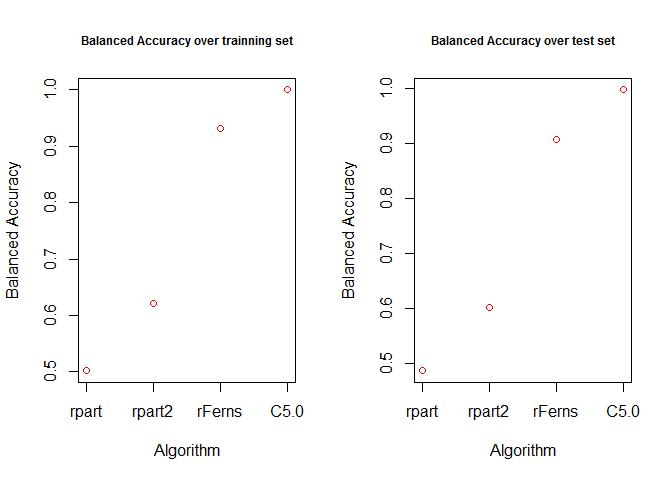 Balanced Accuracy over trainning set
Balanced Accuracy
1.0
0.9
0.8
0.7
0.6
0.5
rpart rpart2 rFerns C5.0
Algorithm
Balanced Accuracy over test set
Balanced Accuracy
1.0
0.9
0.8
0.7
0.6
0.5
rpart rpart2 rFerns C5.0
Algorithm